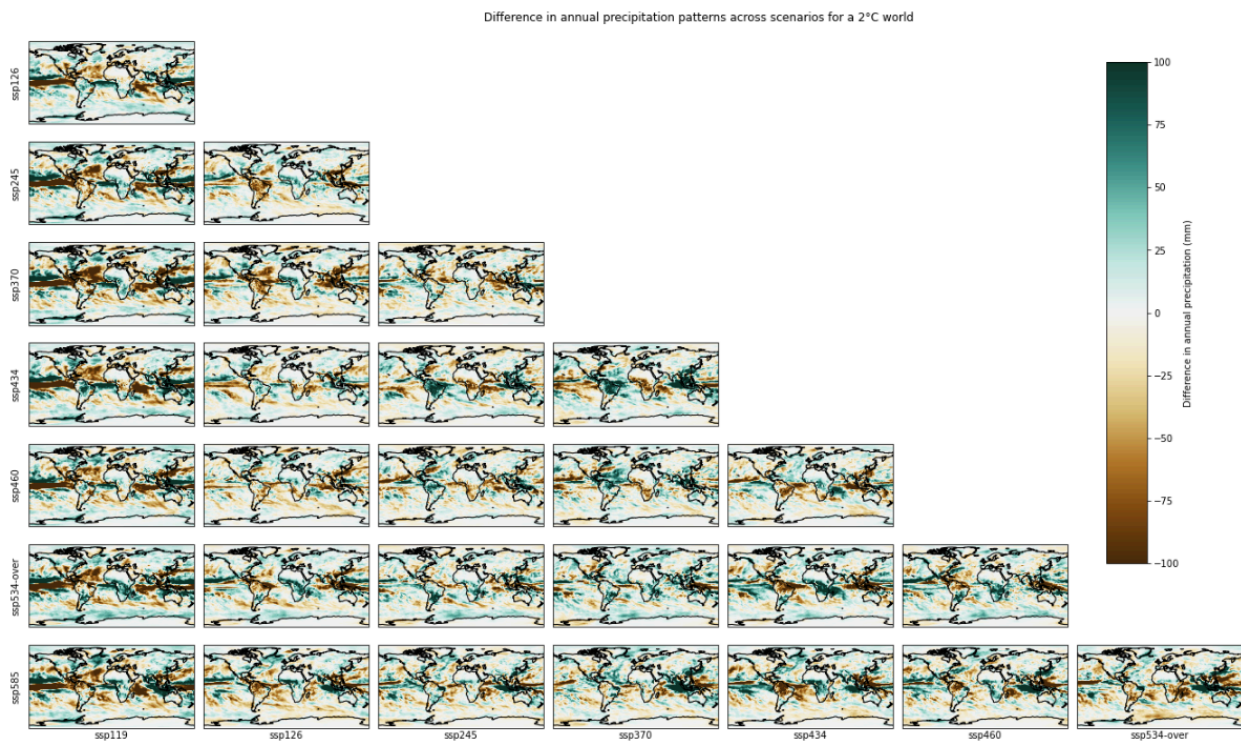 Difference in annual precipitation patterns across scenarios for a 2°C world
ssp126
ssp245
ssp370
ssp434
ssp460
ssp534-over
ssp585
ssp119
ssp126
ssp245
ssp370
ssp434
ssp460
ssp534-over
100
75
50
25
0
−25
−50
−75
−100
Difference in annual precipitation (mm)